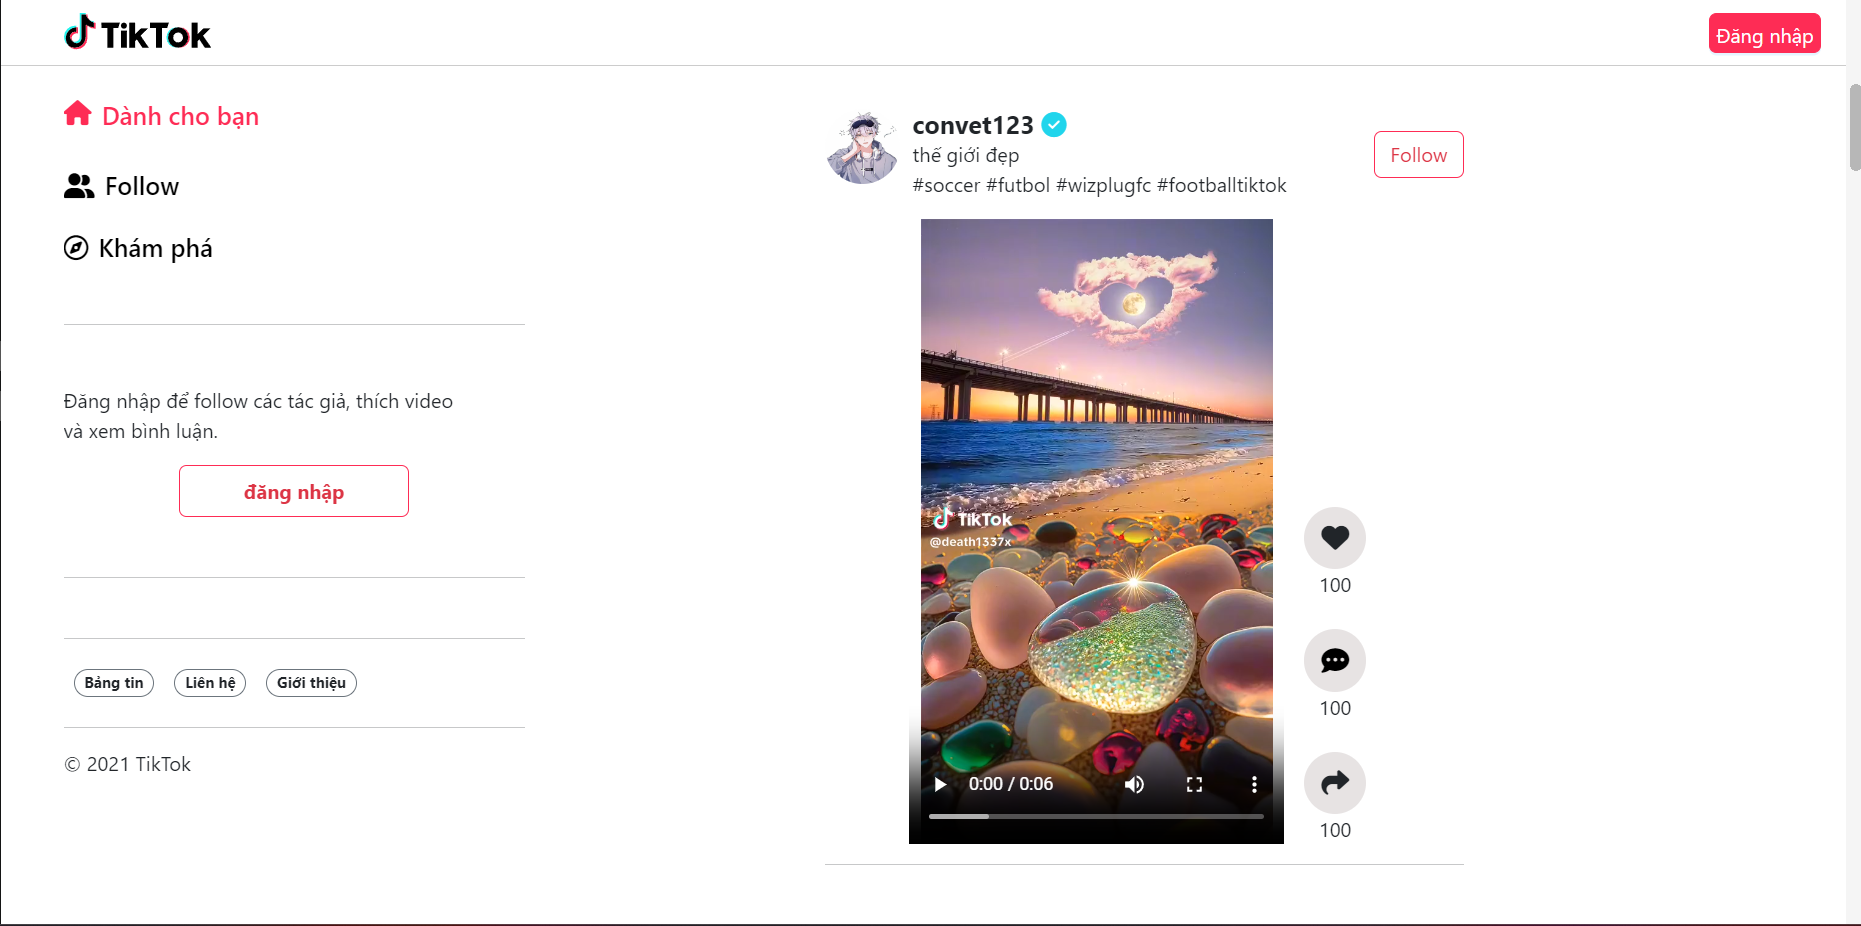 TikTok
Đăng nhập
Dành cho bạn
Follow
Khám phá
Đăng nhập để follow các tác giả, thích video
và xem bình luận.
đăng nhập
Bảng tin
Liên hệ
Giới thiệu
© 2021 TikTok
convet123
thế giới đẹp
#soccer #futbol #wizplugfc #footballtiktok
Follow
TikTok
@death1337x
0:00 / 0:06
100
100
100